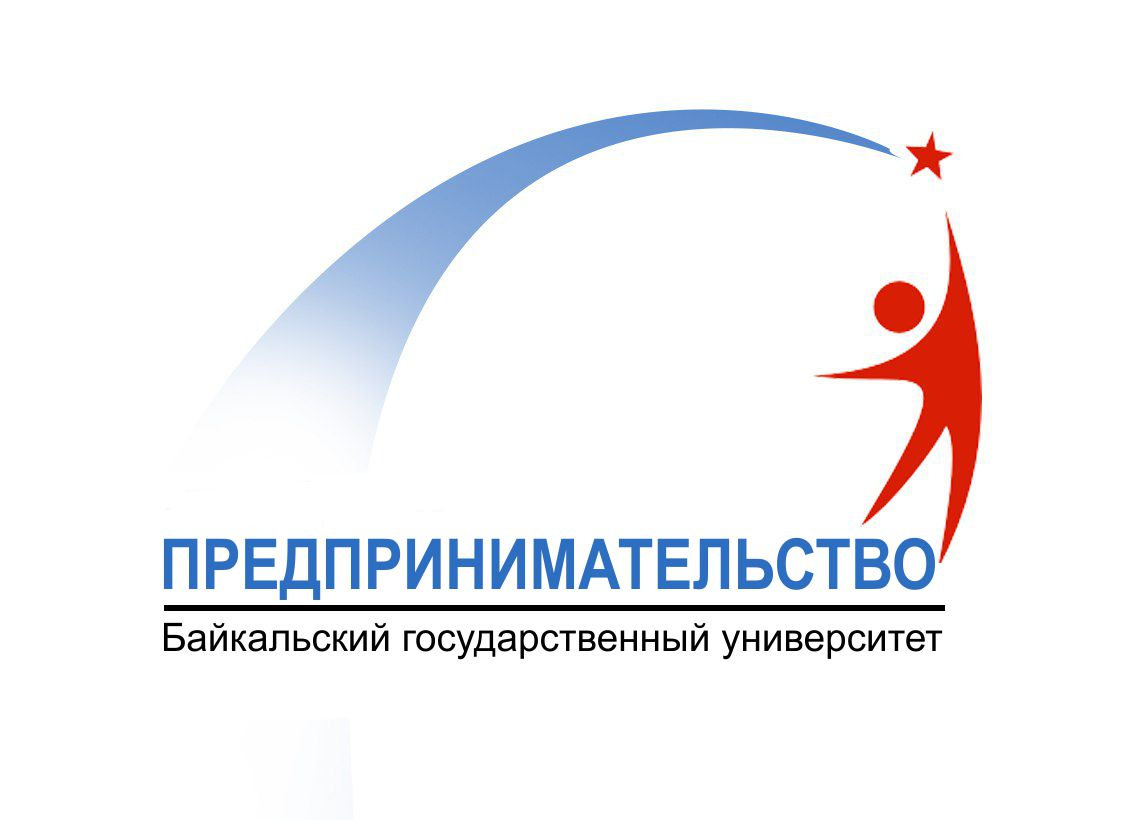 ПРЕДПРИНИМАТЕЛЬСТВО
Байкальский государственный университет